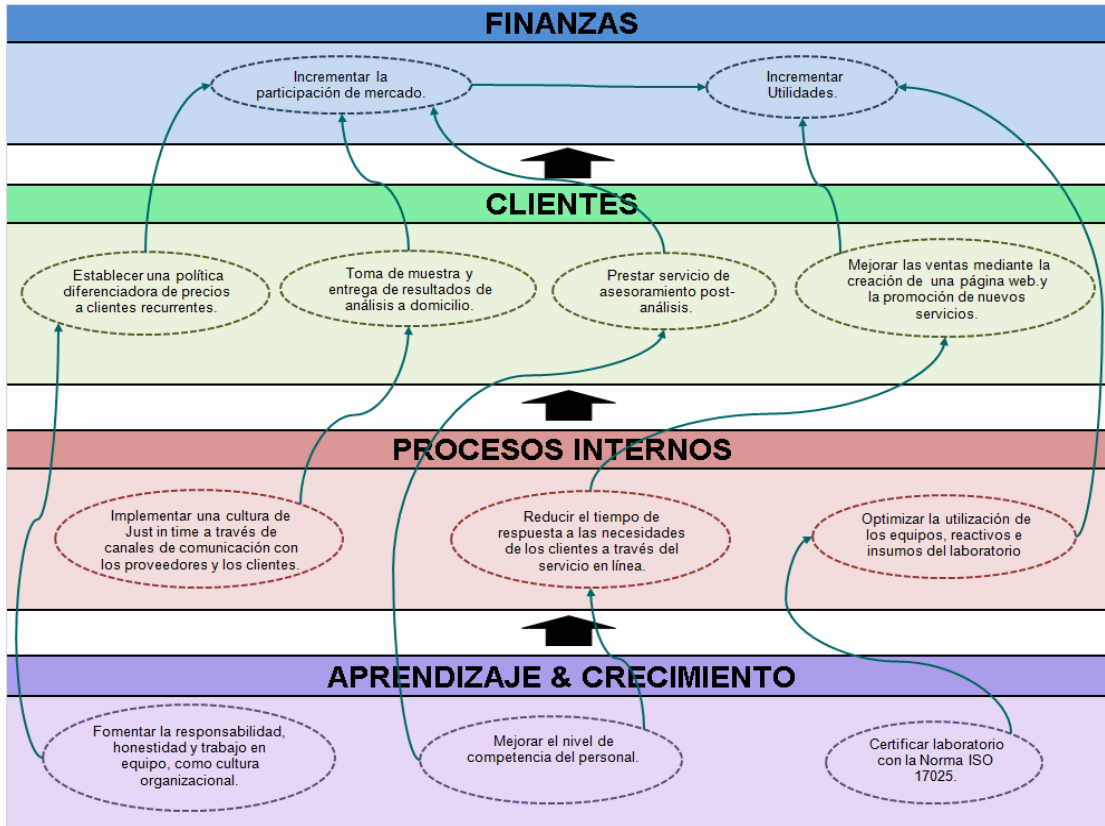 FINANZAS
Incrementar la
participación de mercado.
Incrementar
Utilidades.
CLIENTES
Establecer una política
diferenciadora de precios
a clientes recurrentes.
Toma de muestra y
entrega de resultados de
análisis a domicilio.
Prestar servicio de
asesoramiento post-
análisis.
Mejorar las ventas mediante la
creación de una página web.y
la promoción de nuevos
servicios.
PROCESOS INTERNOS
Implementar una cultura de
Just in time a través de
canales de comunicación con
los proveedores y los clientes.
Reducir el tiempo de
respuesta a las necesidades
de los clientes a través del
servicio en línea.
Optimizar la utilización de
los equipos, reactivos e
insumos del laboratorio
APRENDIZAJE & CRECIMIENTO
Fomentar la responsabilidad,
honestidad y trabajo en
equipo, como cultura
organizacional.
Mejorar el nivel de
competencia del personal.
Certificar laboratorio
con la Norma ISO
17025.